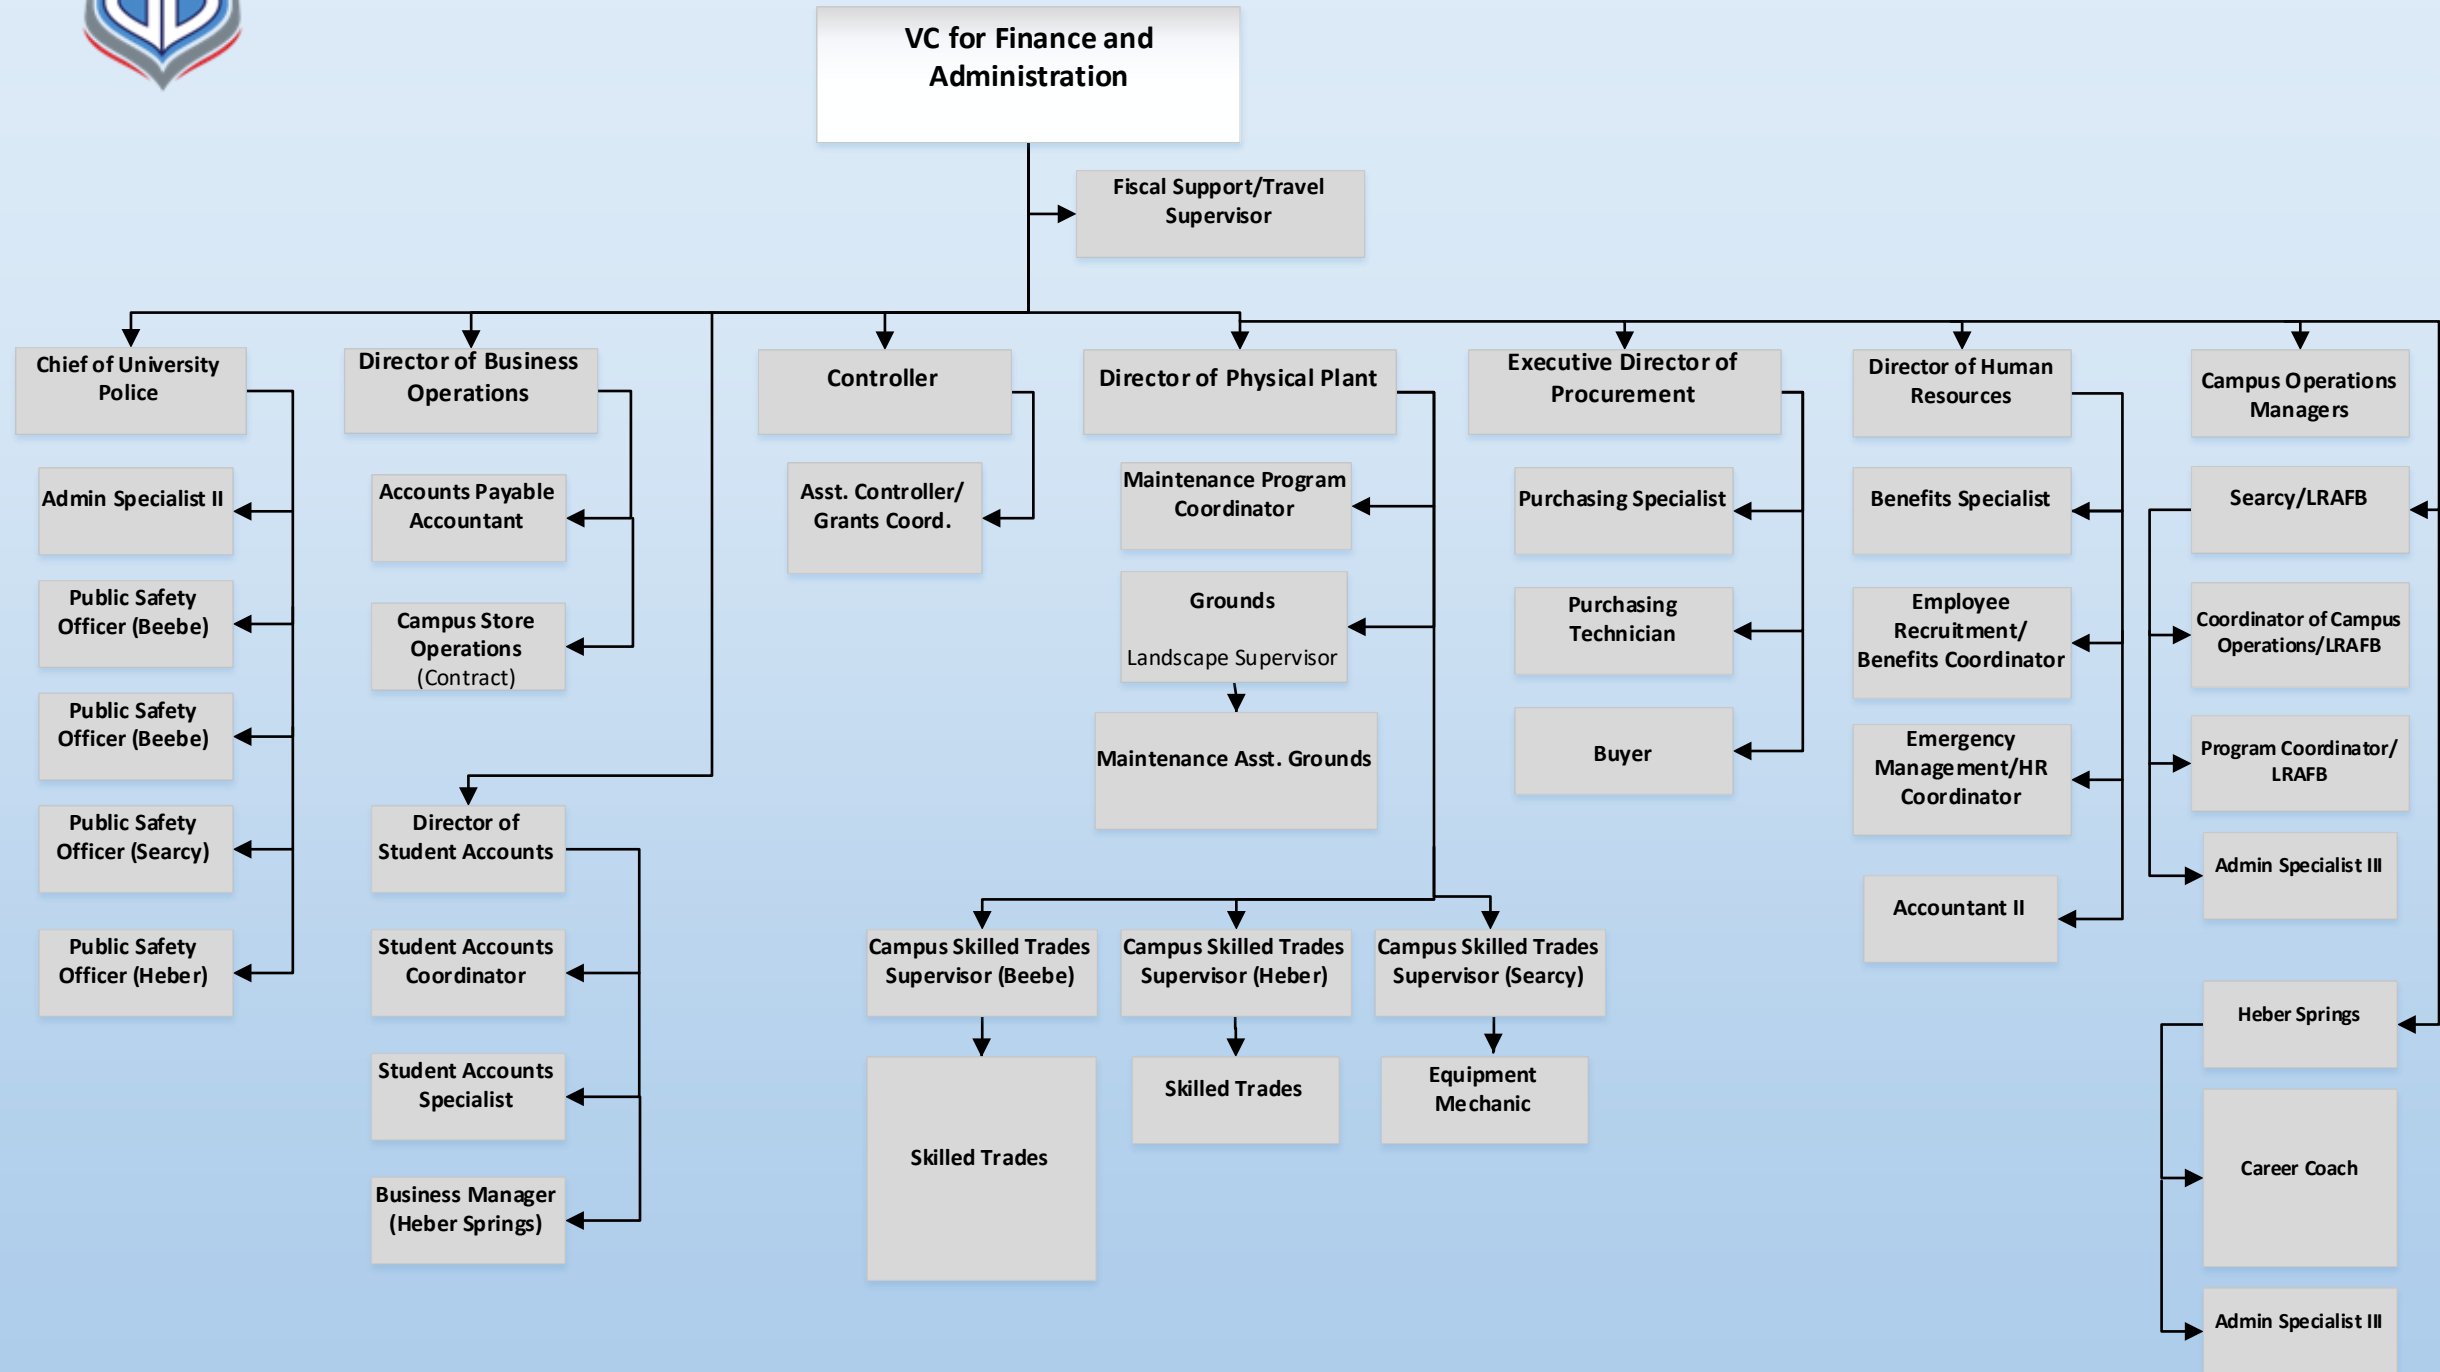 VC for Finance and
Administration
Fiscal Support/Travel
Supervisor
Chief of University
Police
Admin Specialist II
Public Safety
Officer (Beebe)
Public Safety
Officer (Beebe)
Public Safety
Officer (Searcy)
Public Safety
Officer (Heber)
Director of Business
Operations
Accounts Payable
Accountant
Campus Store
Operations
(Contract)
Director of
Student Accounts
Student Accounts
Coordinator
Student Accounts
Specialist
Business Manager
(Heber Springs)
Controller
Asst. Controller/
Grants Coord.
Director of Physical Plant
Maintenance Program
Coordinator
Grounds
Landscape Supervisor
Maintenance Asst. Grounds
Campus Skilled Trades
Supervisor (Beebe)
Skilled Trades
Campus Skilled Trades
Supervisor (Heber)
Skilled Trades
Campus Skilled Trades
Supervisor (Searcy)
Equipment
Mechanic
Executive Director of
Procurement
Purchasing Specialist
Purchasing
Technician
Buyer
Director of Human
Resources
Benefits Specialist
Employee
Recruitment/
Benefits Coordinator
Emergency
Management/HR
Coordinator
Accountant II
Campus Operations
Managers
Searcy/LRAFB
Coordinator of Campus
Operations/LRAFB
Program Coordinator/
LRAFB
Admin Specialist III
Heber Springs
Career Coach
Admin Specialist III